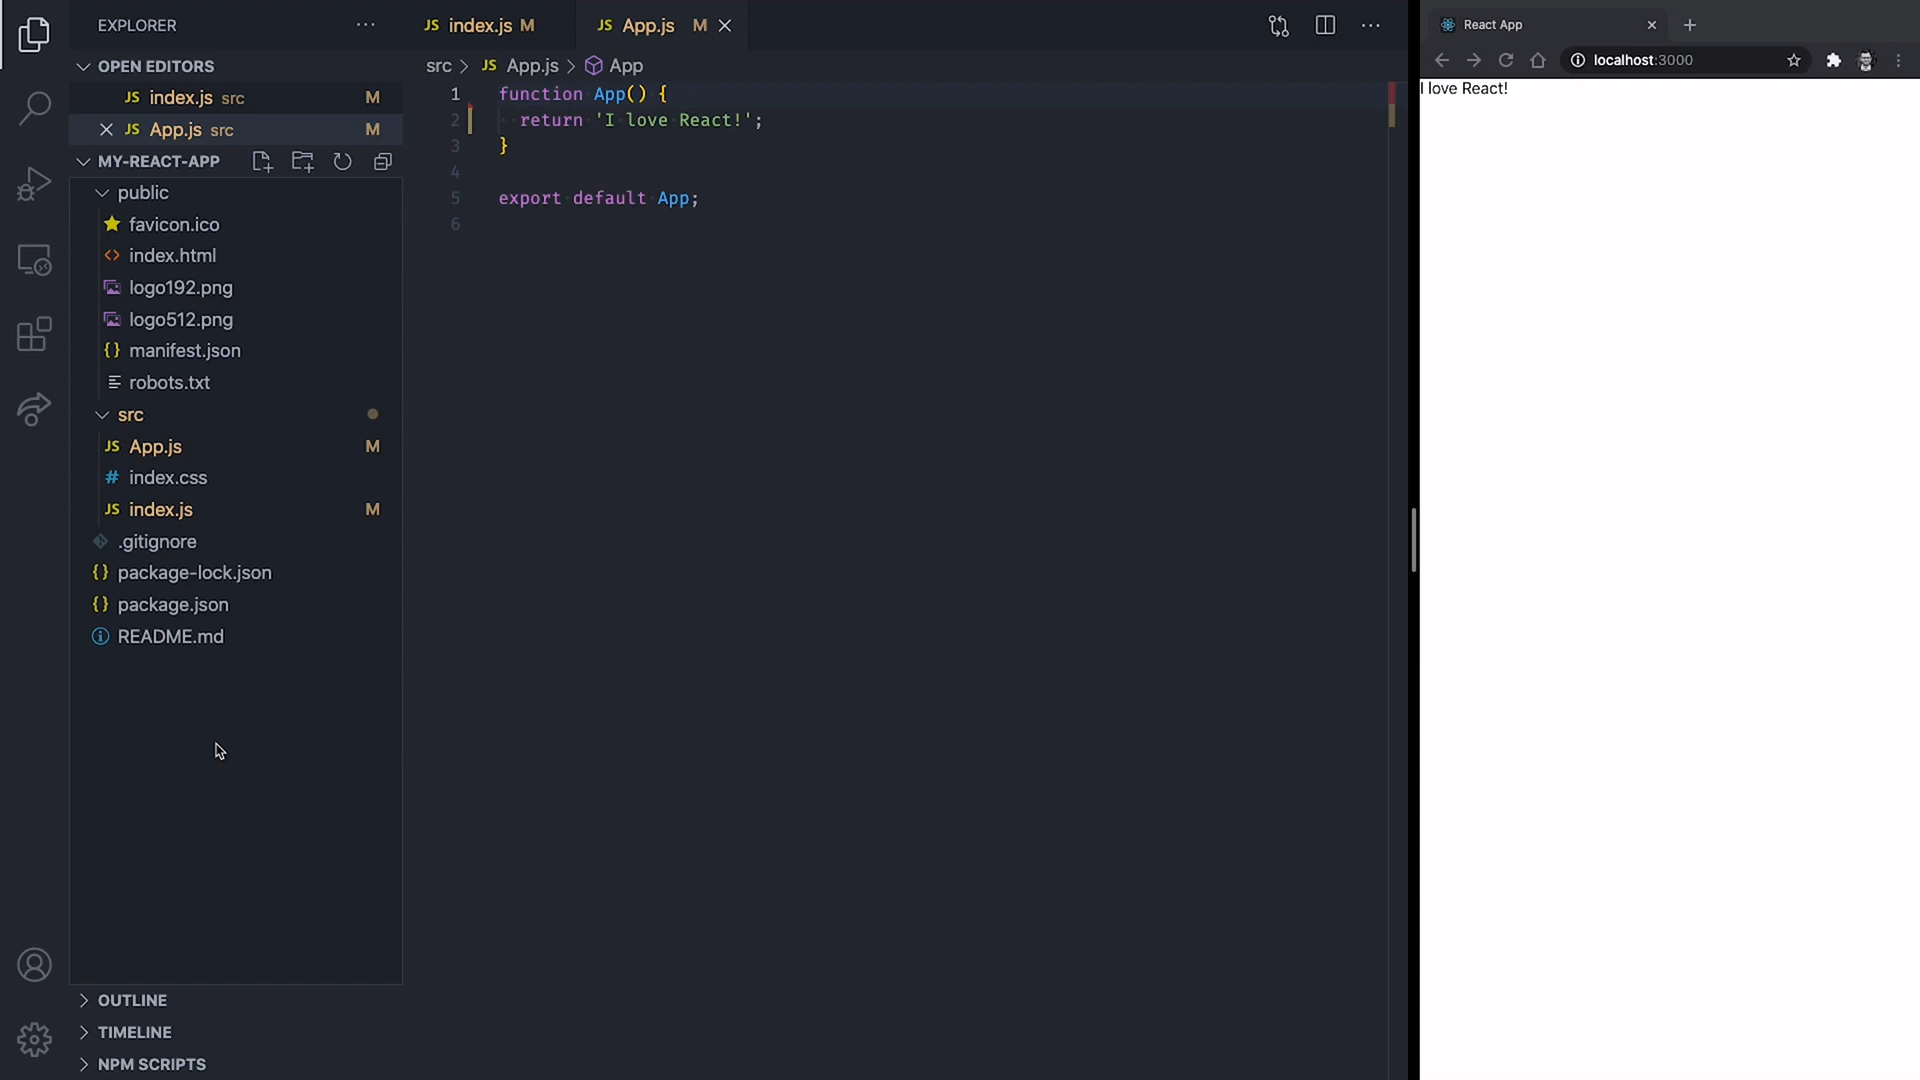 EXPLORER
OPEN EDITORS
JS index.js src M
JS App.js src M
MY-REACT-APP
public
favicon.ico
<> index.html
logo192.png
logo512.png
{} manifest.json
robots.txt
src
JS App.js M
# index.css
JS index.js M
.gitignore
{} package-lock.json
{} package.json
README.md
OUTLINE
TIMELINE
NPM SCRIPTS
JS index.js M
JS App.js M
src > JS App.js > App
1 function App() {
2 return 'I love React!';
3 }
4
5 export default App;
6
React App
localhost:3000
I love React!